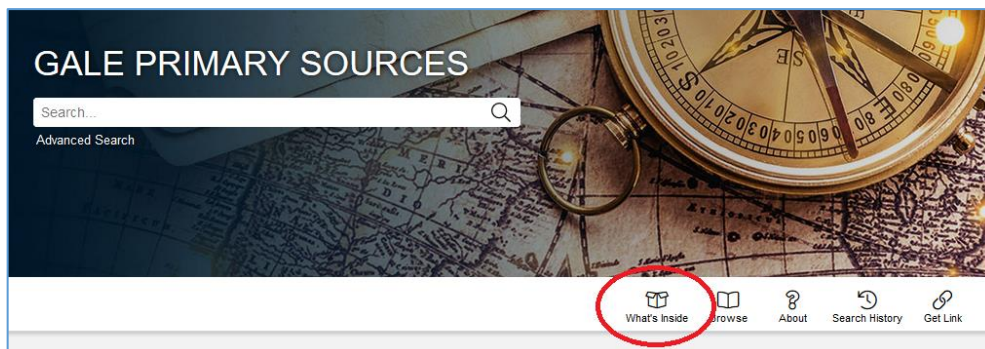 GALE PRIMARY SOURCES
Search...
Advanced Search
What's Inside Browse About Search History Get Link